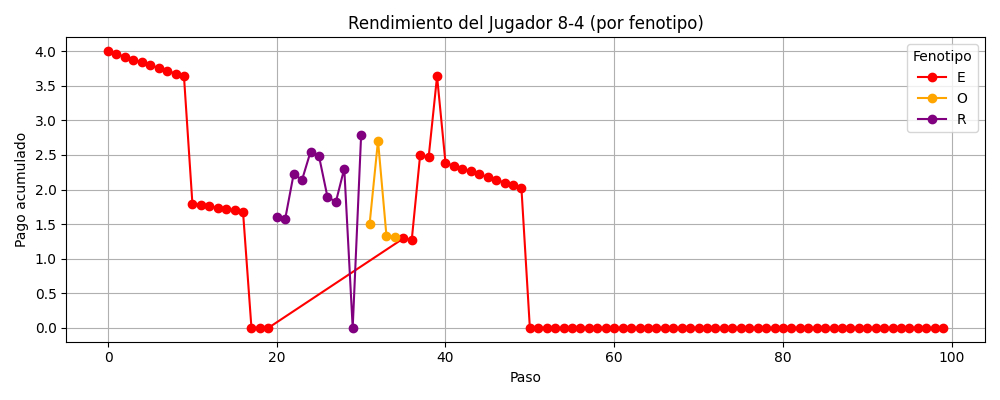 Rendimiento del Jugador 8-4 (por fenotipo)
Pago acumulado
4.0
3.5
3.0
2.5
2.0
1.5
1.0
0.5
0.0
Fenotipo
E
O
R
0 20 40 60 80 100
Paso